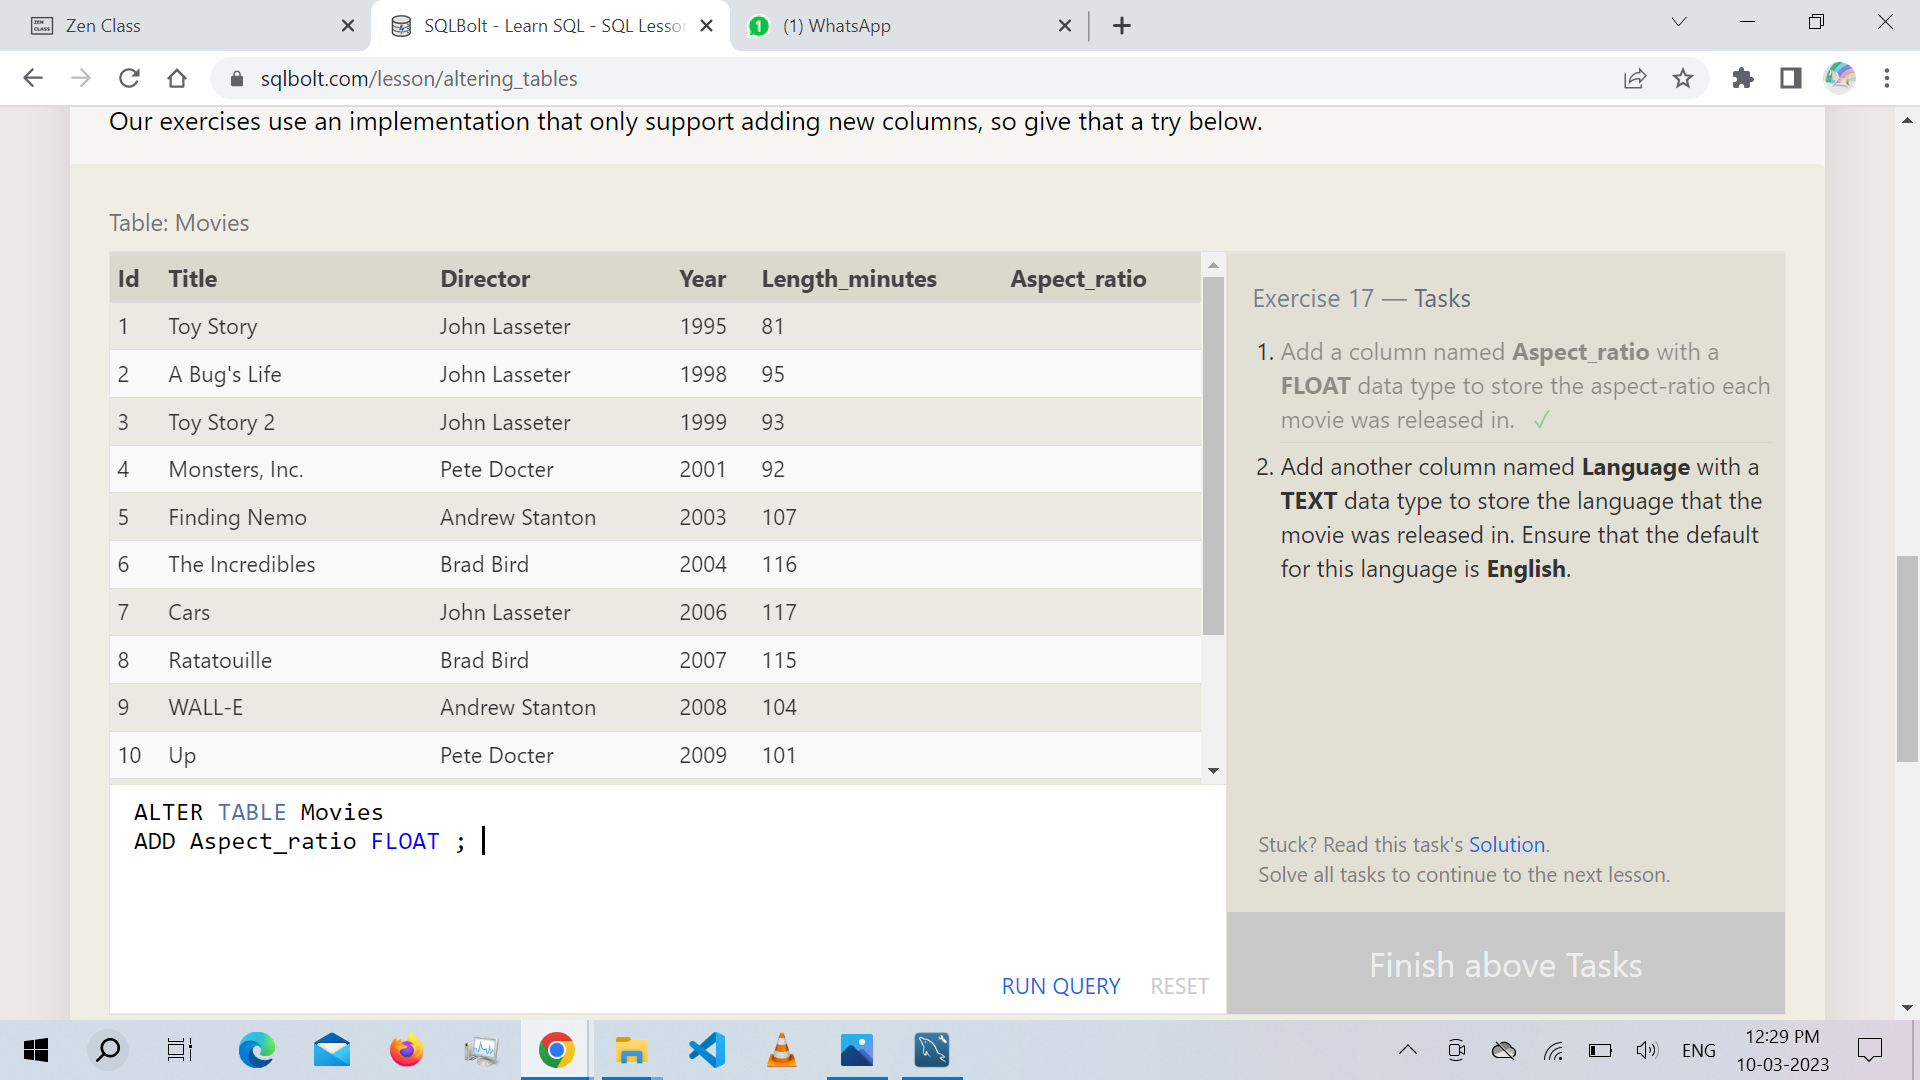 Zen Class
SQLBolt - Learn SQL - SQL Lesso
(1) WhatsApp
sqlbolt.com/lesson/altering_tables
Our exercises use an implementation that only support adding new columns, so give that a try below.
Table: Movies
Id Title Director Year Length_minutes Aspect_ratio
1 Toy Story John Lasseter 1995 81
2 A Bug's Life John Lasseter 1998 95
3 Toy Story 2 John Lasseter 1999 93
4 Monsters, Inc. Pete Docter 2001 92
5 Finding Nemo Andrew Stanton 2003 107
6 The Incredibles Brad Bird 2004 116
7 Cars John Lasseter 2006 117
8 Ratatouille Brad Bird 2007 115
9 WALL-E Andrew Stanton 2008 104
10 Up Pete Docter 2009 101
ALTER TABLE Movies
ADD Aspect_ratio FLOAT ;
RUN QUERY RESET
Exercise 17 — Tasks
1. Add a column named Aspect_ratio with a
FLOAT data type to store the aspect-ratio each
movie was released in. ✓
2. Add another column named Language with a
TEXT data type to store the language that the
movie was released in. Ensure that the default
for this language is English.
Stuck? Read this task's Solution.
Solve all tasks to continue to the next lesson.
Finish above Tasks
ENG
12:29 PM
10-03-2023